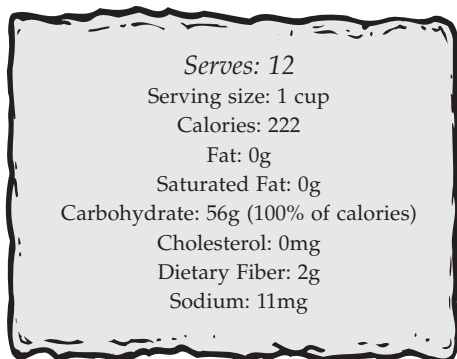 Serves: 12
Serving size: 1 cup
Calories: 222
Fat: 0g
Saturated Fat: 0g
Carbohydrate: 56g (100% of calories)
Cholesterol: 0mg
Dietary Fiber: 2g
Sodium: 11mg